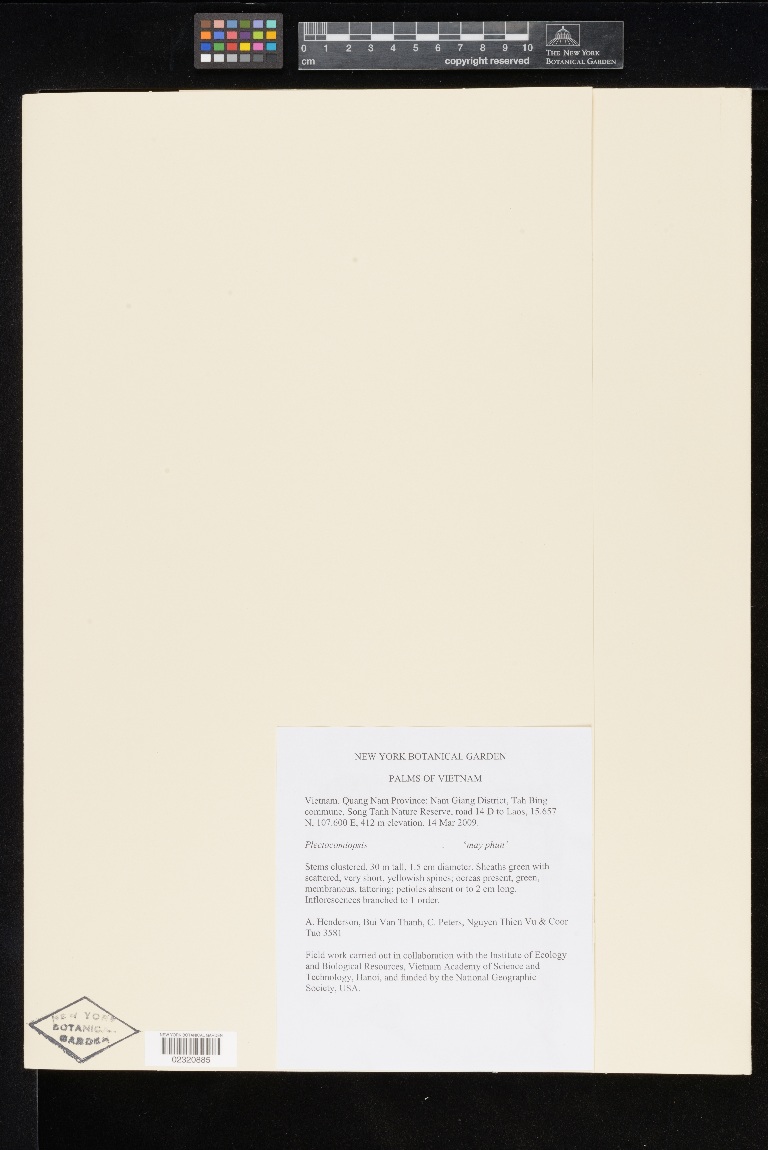 0 1 2 3 4 5 6 7 8 9 10
cm
copyright reserved
THE NEW YORK
BOTANICAL GARDEN
NEW YORK BOTANICAL GARDEN
PALMS OF VIETNAM
Vietnam. Quang Nam Province: Nam Giang District, Tah Bing
commune, Song Tanh Nature Reserve, road 14 D to Laos, 15.657
N, 107.600 E, 412 m elevation. 14 Mar 2009.
Plectocomiopsis 'may phun'
Stems clustered, 30 m tall, 1.5 cm diameter. Sheaths green with
scattered, very short, yellowish spines; ocreas present, green,
membranous, tattering; petioles absent or to 2 cm long.
Inflorescences branched to 1 order.
A. Henderson, Bui Van Thanh, C. Peters, Nguyen Thien Vu & Coor
Tuo 3581
Field work carried out in collaboration with the Institute of Ecology
and Biological Resources, Vietnam Academy of Science and
Technology, Hanoi, and funded by the National Geographic
Society, USA.
NEW YORK
BOTANICAL
GARDEN
NEW YORK BOTANICAL GARDEN
02320885